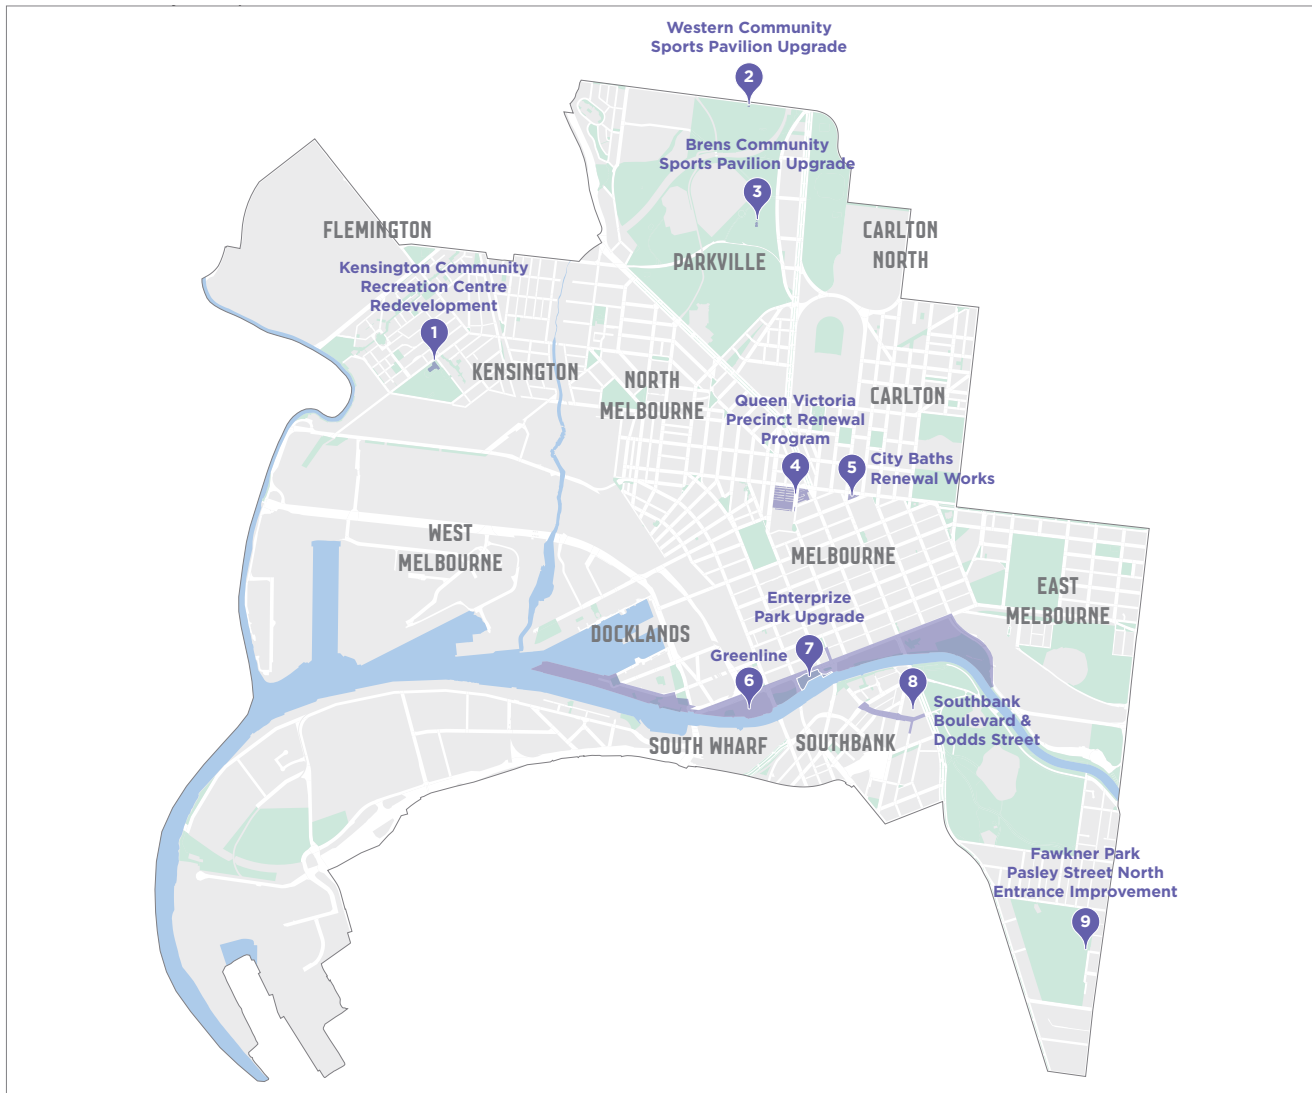 Western Community
Sports Pavilion Upgrade
2
Brens Community
Sports Pavilion Upgrade
3
FLEMINGTON
CARLTON
NORTH
PARKVILLE
Kensington Community
Recreation Centre
Redevelopment
1
KENSINGTON
NORTH
MELBOURNE
CARLTON
Queen Victoria
Precinct Renewal
Program
4
5
City Baths
Renewal Works
WEST
MELBOURNE
MELBOURNE
EAST
MELBOURNE
Enterprize
Park Upgrade
7
DOCKLANDS
Greenline
6
8
Southbank
Boulevard &
Dodds Street
SOUTH WHARF
SOUTHBANK
Fawkner Park
Pasley Street North
Entrance Improvement
9